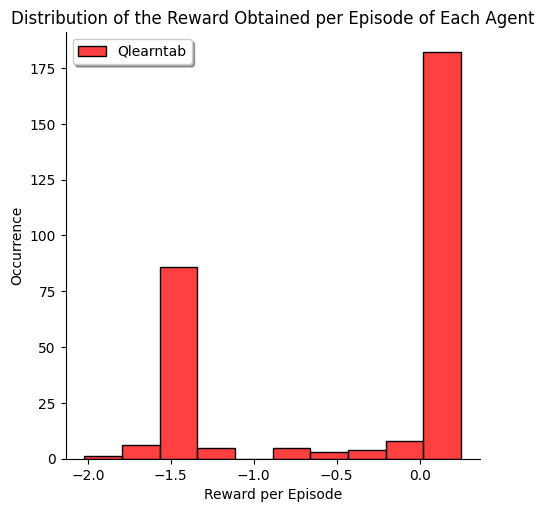 Distribution of the Reward Obtained per Episode of Each Agent
Qlearntab
175
150
125
100
75
50
25
0
Occurrence
−2.0 −1.5 −1.0 −0.5 0.0
Reward per Episode